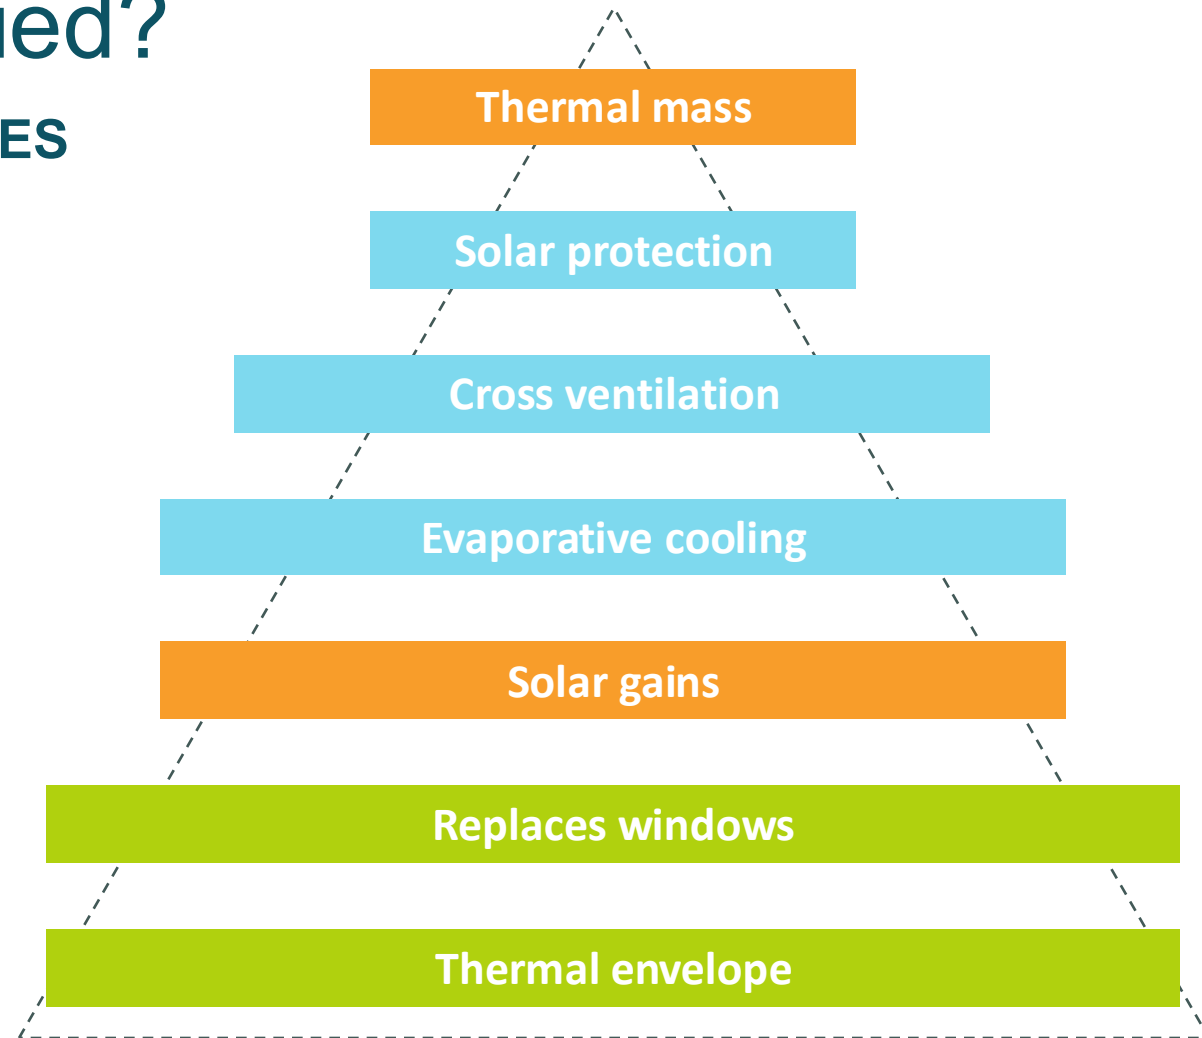 ued?
ES
Thermal mass
Solar protection
Cross ventilation
Evaporative cooling
Solar gains
Replaces windows
Thermal envelope